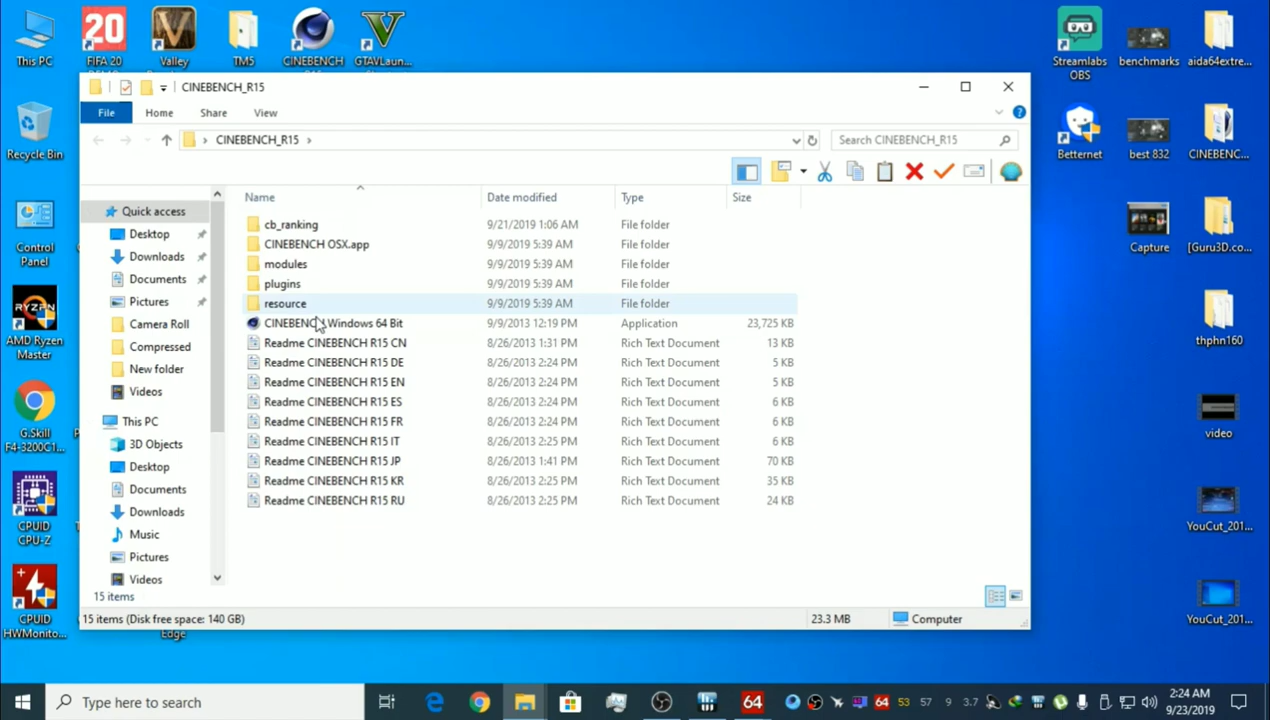 This PC
20
FIFA 20
Valley
TM5
CINEBENCH
GTAVLaun...
Streamlabs
OBS
benchmarks
aida64extre...
CINEBENCH_R15
File
Home
Share
View
Recycle Bin
CINEBENCH_R15
Search CINEBENCH_R15
Betternet
best 832
CINEBENC...
Name
Date modified
Type
Size
Quick access
Desktop
Downloads
Documents
Pictures
Camera Roll
Compressed
New folder
Videos
This PC
3D Objects
Desktop
Documents
Downloads
Music
Pictures
Videos
cb_ranking 9/21/2019 1:06 AM File folder
CINEBENCH OSX.app 9/9/2019 5:39 AM File folder
modules 9/9/2019 5:39 AM File folder
plugins 9/9/2019 5:39 AM File folder
resource 9/9/2019 5:39 AM File folder
CINEBENCH Windows 64 Bit 9/9/2013 12:19 PM Application 23,725 KB
Readme CINEBENCH R15 CN 8/26/2013 1:31 PM Rich Text Document 13 KB
Readme CINEBENCH R15 DE 8/26/2013 2:24 PM Rich Text Document 5 KB
Readme CINEBENCH R15 EN 8/26/2013 2:24 PM Rich Text Document 5 KB
Readme CINEBENCH R15 ES 8/26/2013 2:24 PM Rich Text Document 6 KB
Readme CINEBENCH R15 FR 8/26/2013 2:24 PM Rich Text Document 6 KB
Readme CINEBENCH R15 IT 8/26/2013 2:25 PM Rich Text Document 6 KB
Readme CINEBENCH R15 JP 8/26/2013 1:41 PM Rich Text Document 70 KB
Readme CINEBENCH R15 KR 8/26/2013 2:25 PM Rich Text Document 35 KB
Readme CINEBENCH R15 RU 8/26/2013 2:25 PM Rich Text Document 24 KB
Control
Panel
Capture
[Guru3D.co...
RYZEN
AMD Ryzen
Master
thphn160
G.Skill
F4-3200C1...
video
CPUID
CPU-Z
YouCut_201...
CPUID
HWMonito...
YouCut_201...
15 items
15 items (Disk free space: 140 GB)
23.3 MB
Computer
Edge
Type here to search
64
64
53
57
9
3.7
2:24 AM
9/23/2019